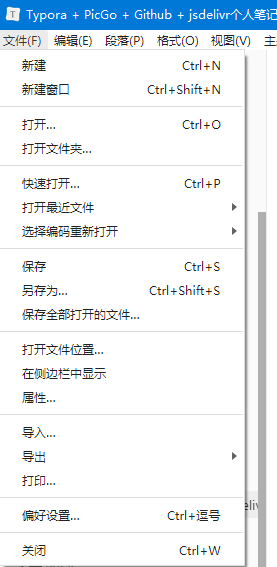 Typora + PicGo + Github + jsdelivr个人笔记
文件(F) 编辑(E) 段落(P) 格式(O) 视图(V) 主
新建 Ctrl+N
新建窗口 Ctrl+Shift+N
打开... Ctrl+O
打开文件夹...
快速打开... Ctrl+P
打开最近文件
选择编码重新打开
保存 Ctrl+S
另存为... Ctrl+Shift+S
保存全部打开的文件...
打开文件位置...
在侧边栏中显示
属性...
导入...
导出
打印...
eliv
偏好设置... Ctrl+逗号
关闭 Ctrl+W